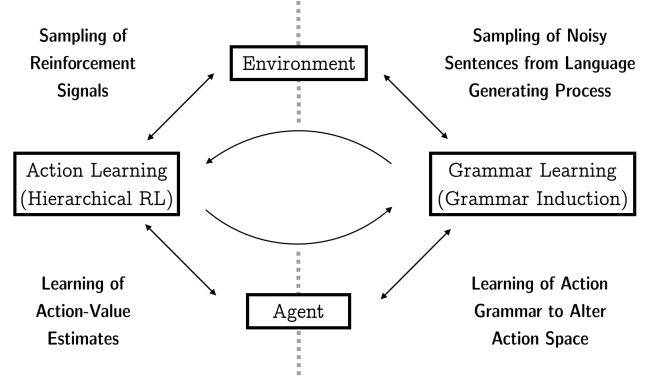 Sampling of
Reinforcement
Signals
Environment
Sampling of Noisy
Sentences from Language
Generating Process
Action Learning
(Hierarchical RL)
Grammar Learning
(Grammar Induction)
Learning of
Action-Value
Estimates
Agent
Learning of Action
Grammar to Alter
Action Space